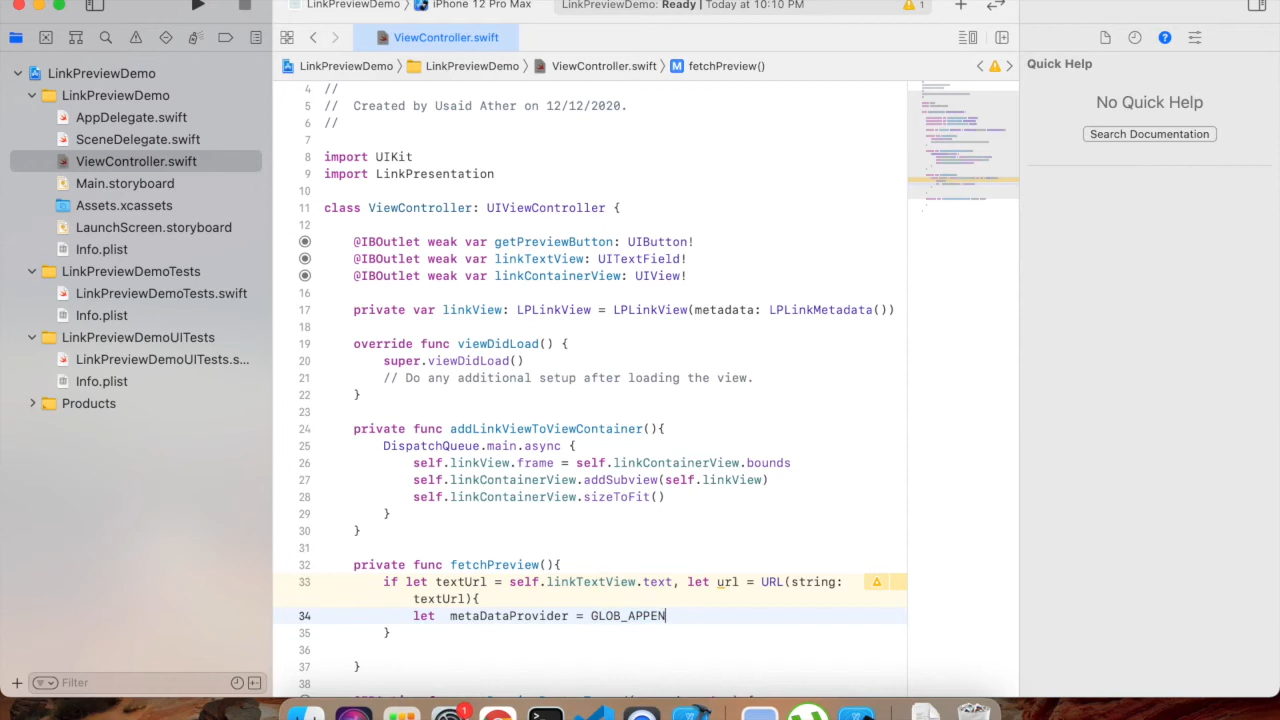 LinkPreviewDemo
iPhone 12 Pro Max
LinkPreviewDemo: Ready | Today at 10:10 PM
1
ViewController.swift
LinkPreviewDemo
LinkPreviewDemo
ViewController.swift
fetchPreview()
Quick Help
No Quick Help
Search Documentation
LinkPreviewDemo
LinkPreviewDemo
AppDelegate.swift
SceneDelegate.swift
ViewController.swift
Main.storyboard
Assets.xcassets
LaunchScreen.storyboard
Info.plist
LinkPreviewDemoTests
LinkPreviewDemoTests.swift
Info.plist
LinkPreviewDemoUITests
LinkPreviewDemoUITests.s...
Info.plist
Products
Filter
4 //
5 // Created by Usaid Ather on 12/12/2020.
6
7
8 import UIKit
9 import LinkPresentation
10
11 class ViewController: UIViewController {
12
@IBOutlet weak var getPreviewButton: UIButton!
@IBOutlet weak var linkTextView: UITextField!
@IBOutlet weak var linkContainerView: UIView!
16
17 private var linkView: LPLinkView = LPLinkView(metadata: LPLinkMetadata())
18
19 override func viewDidLoad() {
20 super.viewDidLoad()
21 // Do any additional setup after loading the view.
22 }
23
24 private func addLinkViewToViewContainer(){
25 DispatchQueue.main.async {
26 self.linkView.frame = self.linkContainerView.bounds
27 self.linkContainerView.addSubview(self.linkView)
28 self.linkContainerView.sizeToFit()
29 }
30 }
31
32 private func fetchPreview(){
33 if let textUrl = self.linkTextView.text, let url = URL(string:
textUrl){
34 let  metaDataProvider = GLOB_APPEN
35 }
36
37 }
38
1